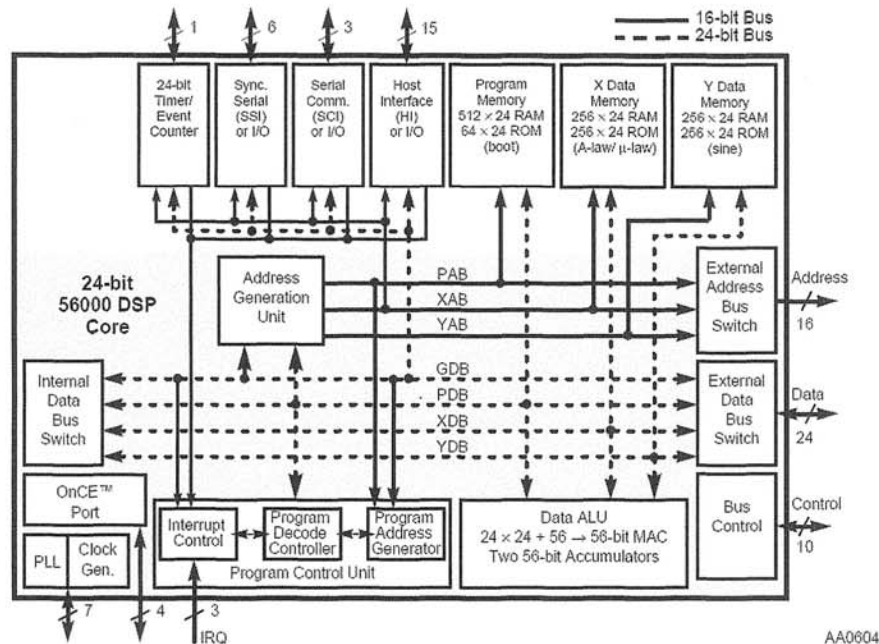 1
6
3
15
16-bit Bus
24-bit Bus
24-bit
Timer/
Event
Counter
Sync.
Serial
(SSI)
or I/O
Serial
Comm.
(SCI)
or I/O
Host
Interface
(HI)
or I/O
Program
Memory
512 × 24 RAM
64 × 24 ROM
(boot)
X Data
Memory
256 × 24 RAM
256 × 24 ROM
(A-law/ μ-law)
Y Data
Memory
256 × 24 RAM
256 × 24 ROM
(sine)
24-bit
56000 DSP
Core
Address
Generation
Unit
PAB
XAB
YAB
External
Address
Bus
Switch
Address
16
Internal
Data
Bus
Switch
GDB
PDB
XDB
YDB
External
Data
Bus
Switch
Data
24
OnCE™
Port
PLL
Clock
Gen.
Interrupt
Control
Program
Decode
Controller
Program
Address
Generator
Program Control Unit
Data ALU
24 × 24 + 56 → 56-bit MAC
Two 56-bit Accumulators
Bus
Control
Control
10
7
4
3
IRQ
AA0604